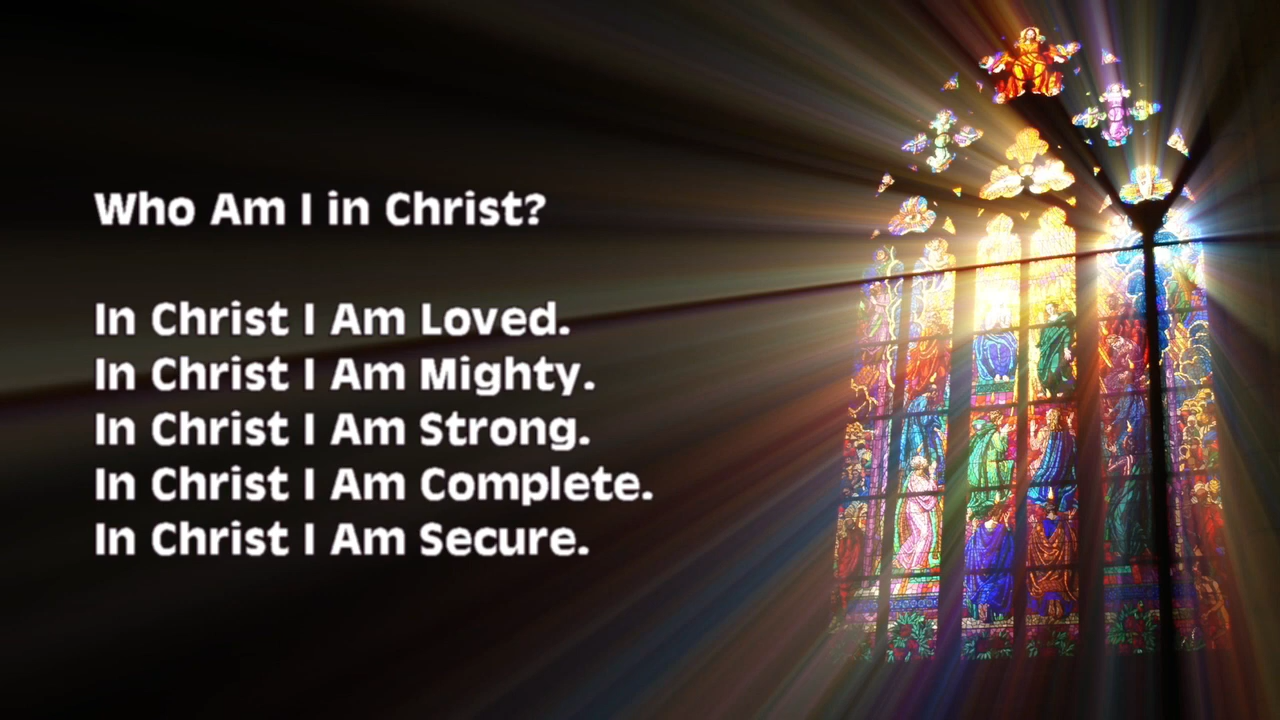 Who Am I in Christ?
In Christ I Am Loved.
In Christ I Am Mighty.
In Christ I Am Strong.
In Christ I Am Complete.
In Christ I Am Secure.